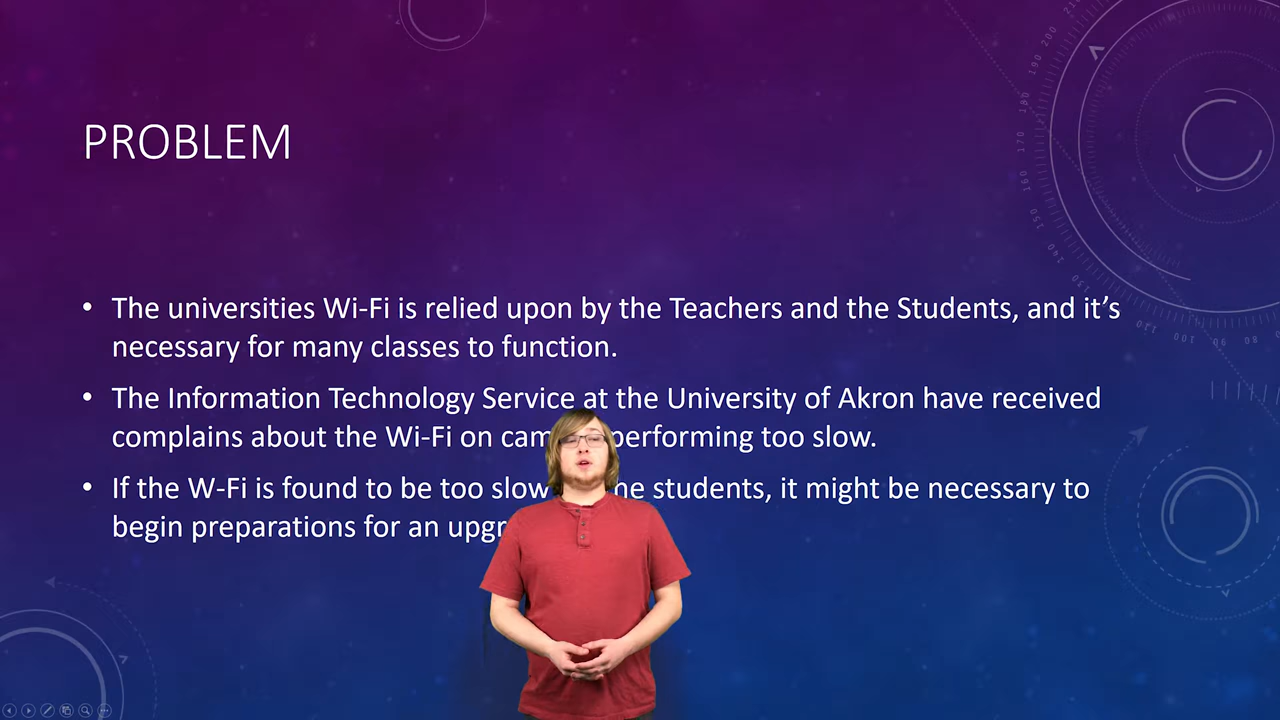 PROBLEM
• The universities Wi-Fi is relied upon by the Teachers and the Students, and it’s
necessary for many classes to function.
• The Information Technology Service at the University of Akron have received
complains about the Wi-Fi on performing too slow.
• If the W-Fi is found to be too slow students, it might be necessary to
begin preparations for an